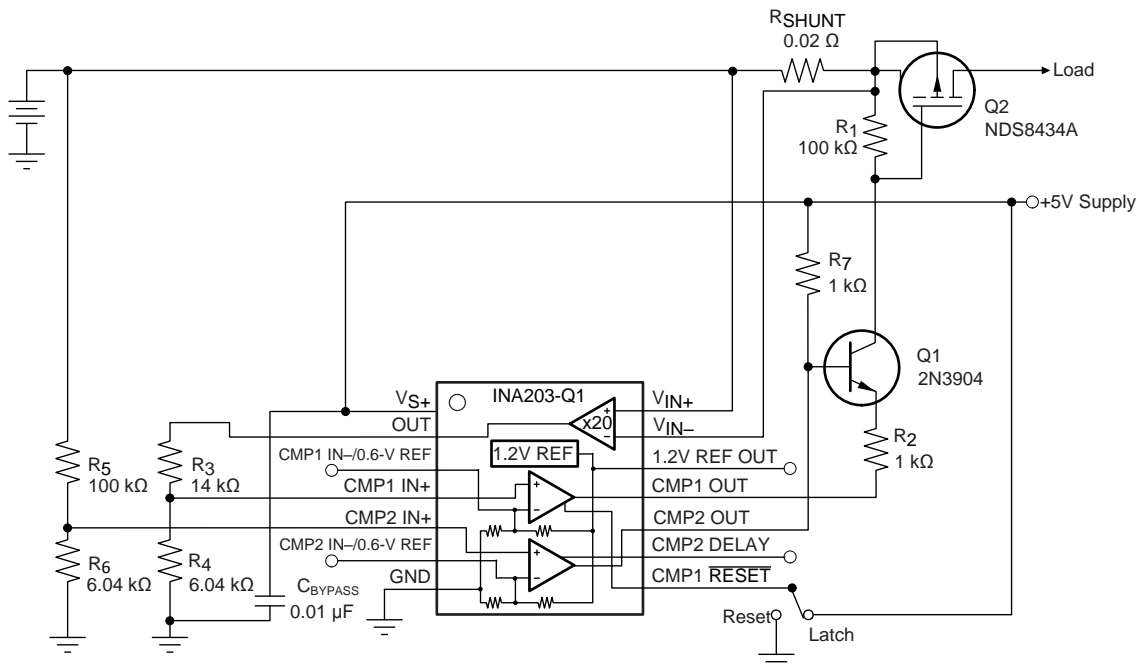 RSHUNT
0.02 Ω
Load
Q2
NDS8434A
R1
100 kΩ
+5V Supply
R7
1 kΩ
Q1
2N3904
R2
1 kΩ
INA203-Q1
VS+
OUT
x20
VIN+
VIN–
1.2V REF
CMP1 IN–/0.6-V REF
1.2V REF OUT
R5
100 kΩ
R3
14 kΩ
CMP1 IN+
CMP1 OUT
CMP2 IN+
CMP2 OUT
CMP2 IN–/0.6-V REF
CMP2 DELAY
R6
6.04 kΩ
R4
6.04 kΩ
CBYPASS
0.01 µF
GND
CMP1 RESET
Reset
Latch